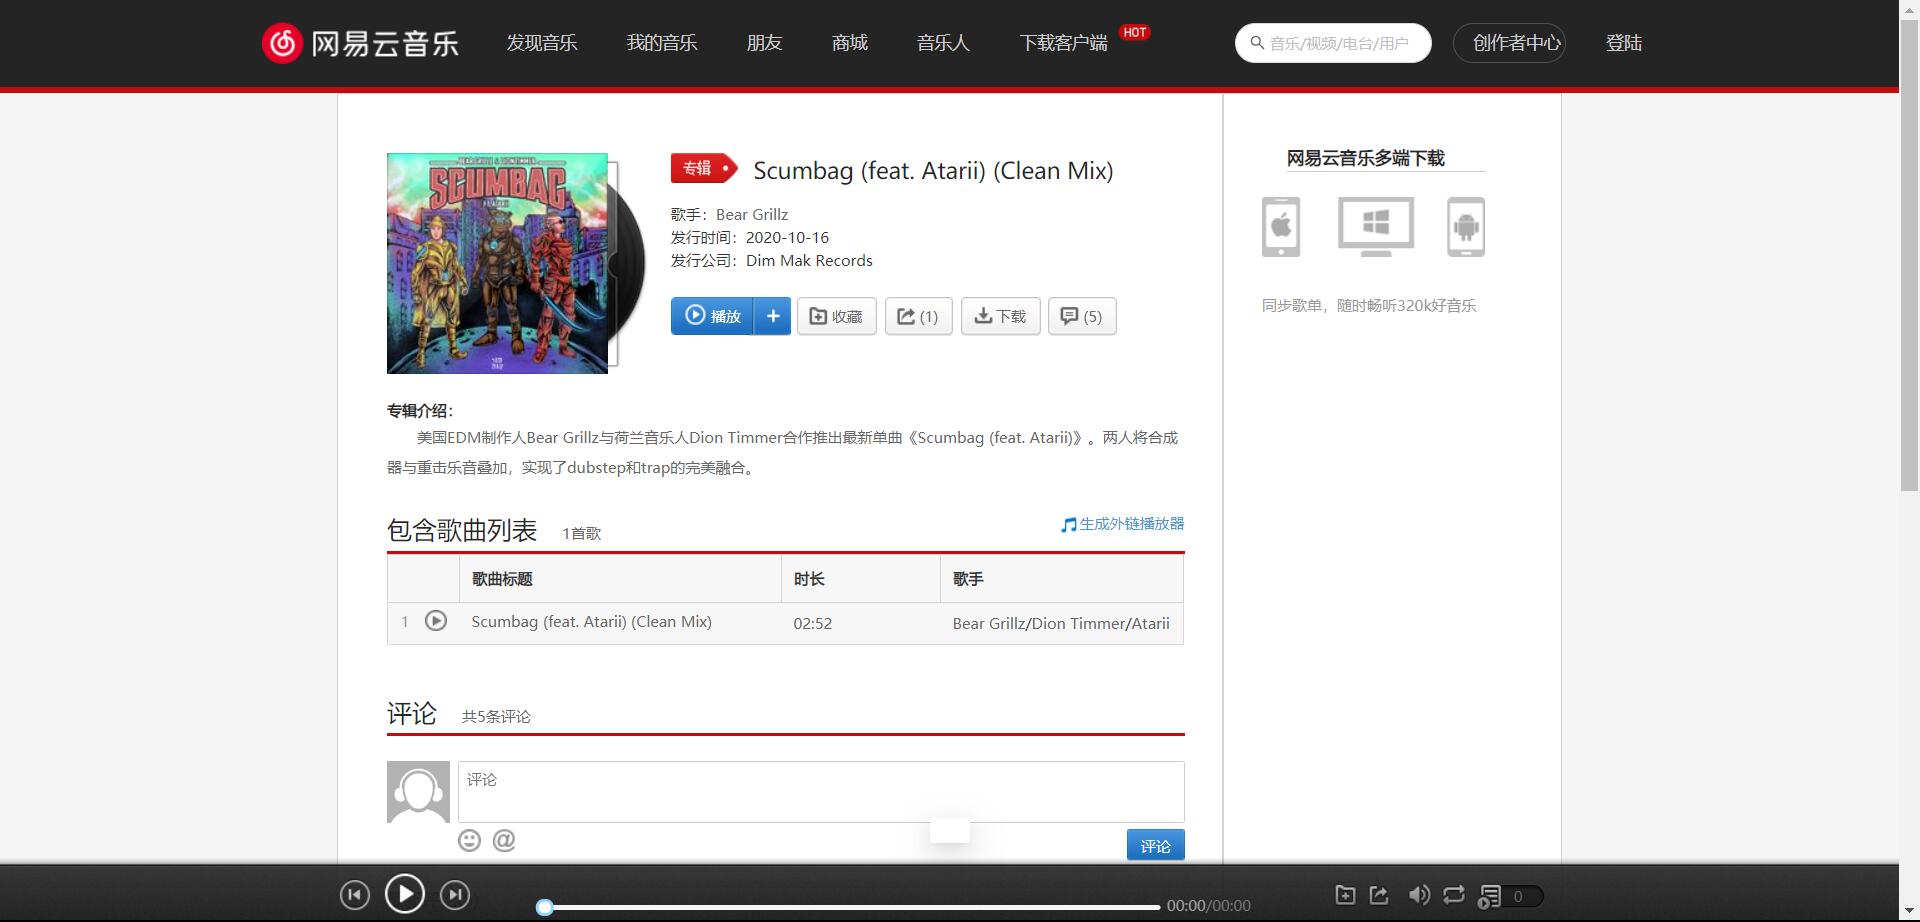 网易云音乐 发现音乐 我的音乐 朋友 商城 音乐人 下载客户端 HOT 音乐/视频/电台/用户 创作者中心 登陆
SCUMBAG
专辑 Scumbag (feat. Atarii) (Clean Mix)
歌手：Bear Grillz
发行时间：2020-10-16
发行公司：Dim Mak Records
播放 + 收藏 (1) 下载 (5)
网易云音乐多端下载
同步歌单，随时畅听320k好音乐
专辑介绍：
美国EDM制作人Bear Grillz与荷兰音乐人Dion Timmer合作推出最新单曲《Scumbag (feat. Atarii)》。两人将合成
器与重击乐音叠加，实现了dubstep和trap的完美融合。
包含歌曲列表 1首歌 生成外链播放器
歌曲标题 时长 歌手
1 Scumbag (feat. Atarii) (Clean Mix) 02:52 Bear Grillz/Dion Timmer/Atarii
评论 共5条评论
评论
@ 评论
00:00/00:00 0